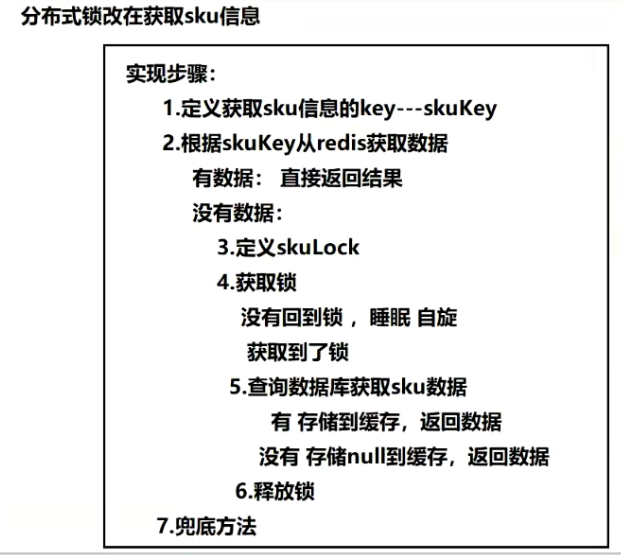 分布式锁改在获取sku信息
实现步骤：
1.定义获取sku信息的key---skuKey
2.根据skuKey从redis获取数据
有数据： 直接返回结果
没有数据：
3.定义skuLock
4.获取锁
没有回到锁 ，睡眠 自旋
获取到了锁
5.查询数据库获取sku数据
有 存储到缓存，返回数据
没有 存储null到缓存，返回数据
6.释放锁
7.兜底方法